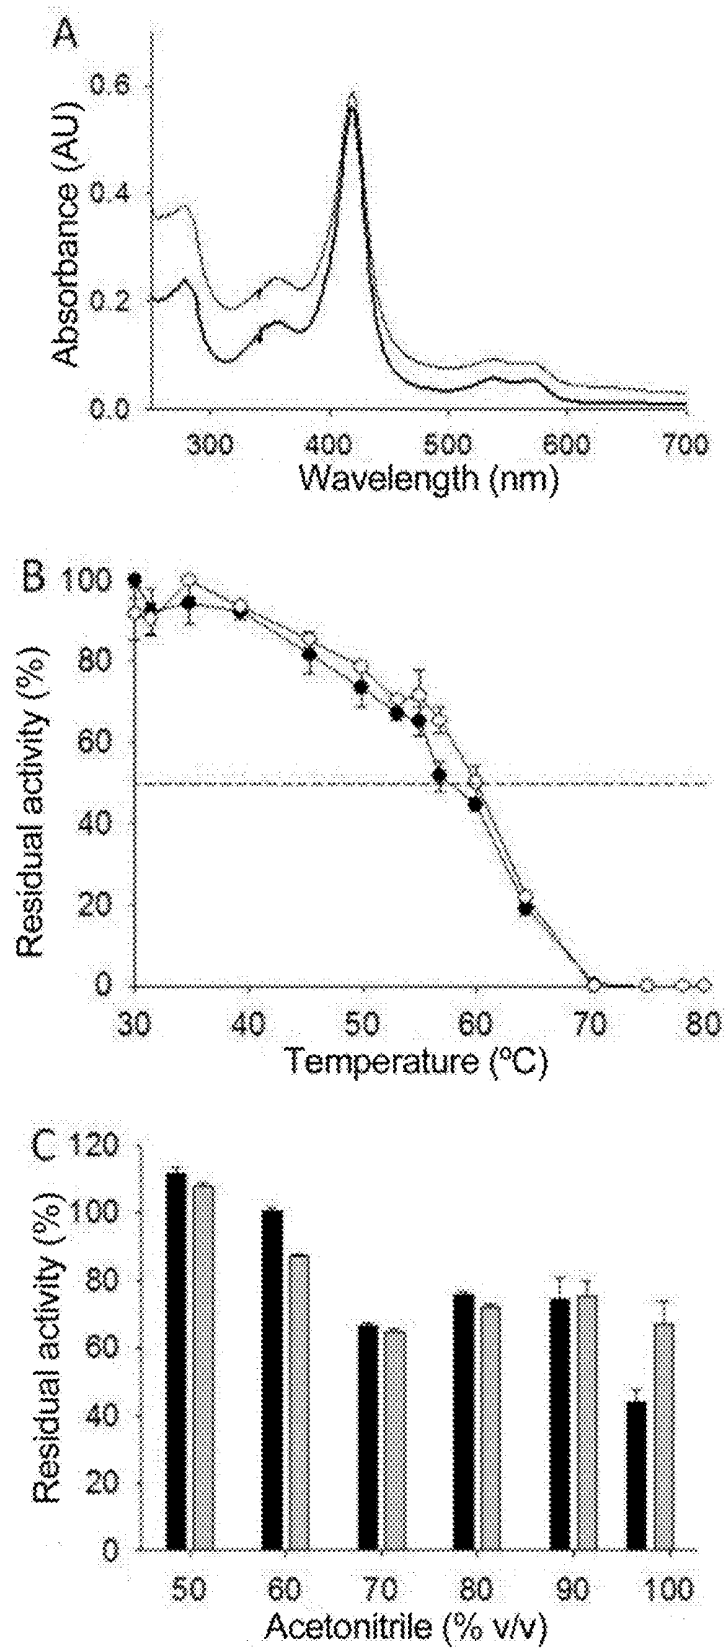 A
0.6
0.4
0.2
0.0
Absorbance (AU)
300 400 500 600 700
Wavelength (nm)
B
100
80
60
40
20
0
Residual activity (%)
30 40 50 60 70 80
Temperature (ºC)
C
120
100
80
60
40
20
0
Residual activity (%)
50 60 70 80 90 100
Acetonitrile (% v/v)